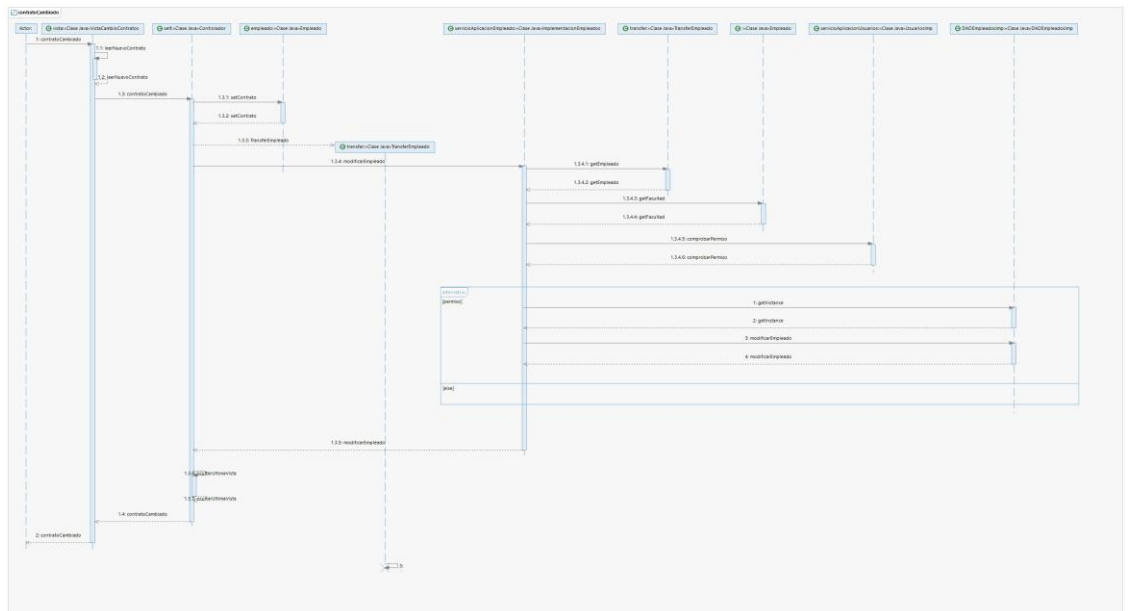 contratoCambiado
Actor:
vista:<Clase Java>VistaCambioContratos
self:<Clase Java>Controlador
empleado:<Clase Java>Empleado
servicioAplicacionEmpleado:<Clase Java>ImplementacionEmpleados
transfer:<Clase Java>TransferEmpleado
:<Clase Java>Empleado
servicioAplicacionUsuarios:<Clase Java>UsuariosImp
DAOEmpleadosImp:<Clase Java>DAOEmpleadosImp
1: contratoCambiado
1.1: leerNuevoContrato
1.2: leerNuevoContrato
1.3: contratoCambiado
1.3.1: setContrato
1.3.2: setContrato
1.3.3: TransferEmpleado
transfer:<Clase Java>TransferEmpleado
1.3.4: modificarEmpleado
1.3.4.1: getEmpleado
1.3.4.2: getEmpleado
1.3.4.3: getFacultad
1.3.4.4: getFacultad
1.3.4.5: comprobarPermiso
1.3.4.6: comprobarPermiso
[permiso]
1: getInstance
2: getInstance
3: modificarEmpleado
4: modificarEmpleado
[else]
1.3.5: modificarEmpleado
1.4: contratoCambiado
2: contratoCambiado